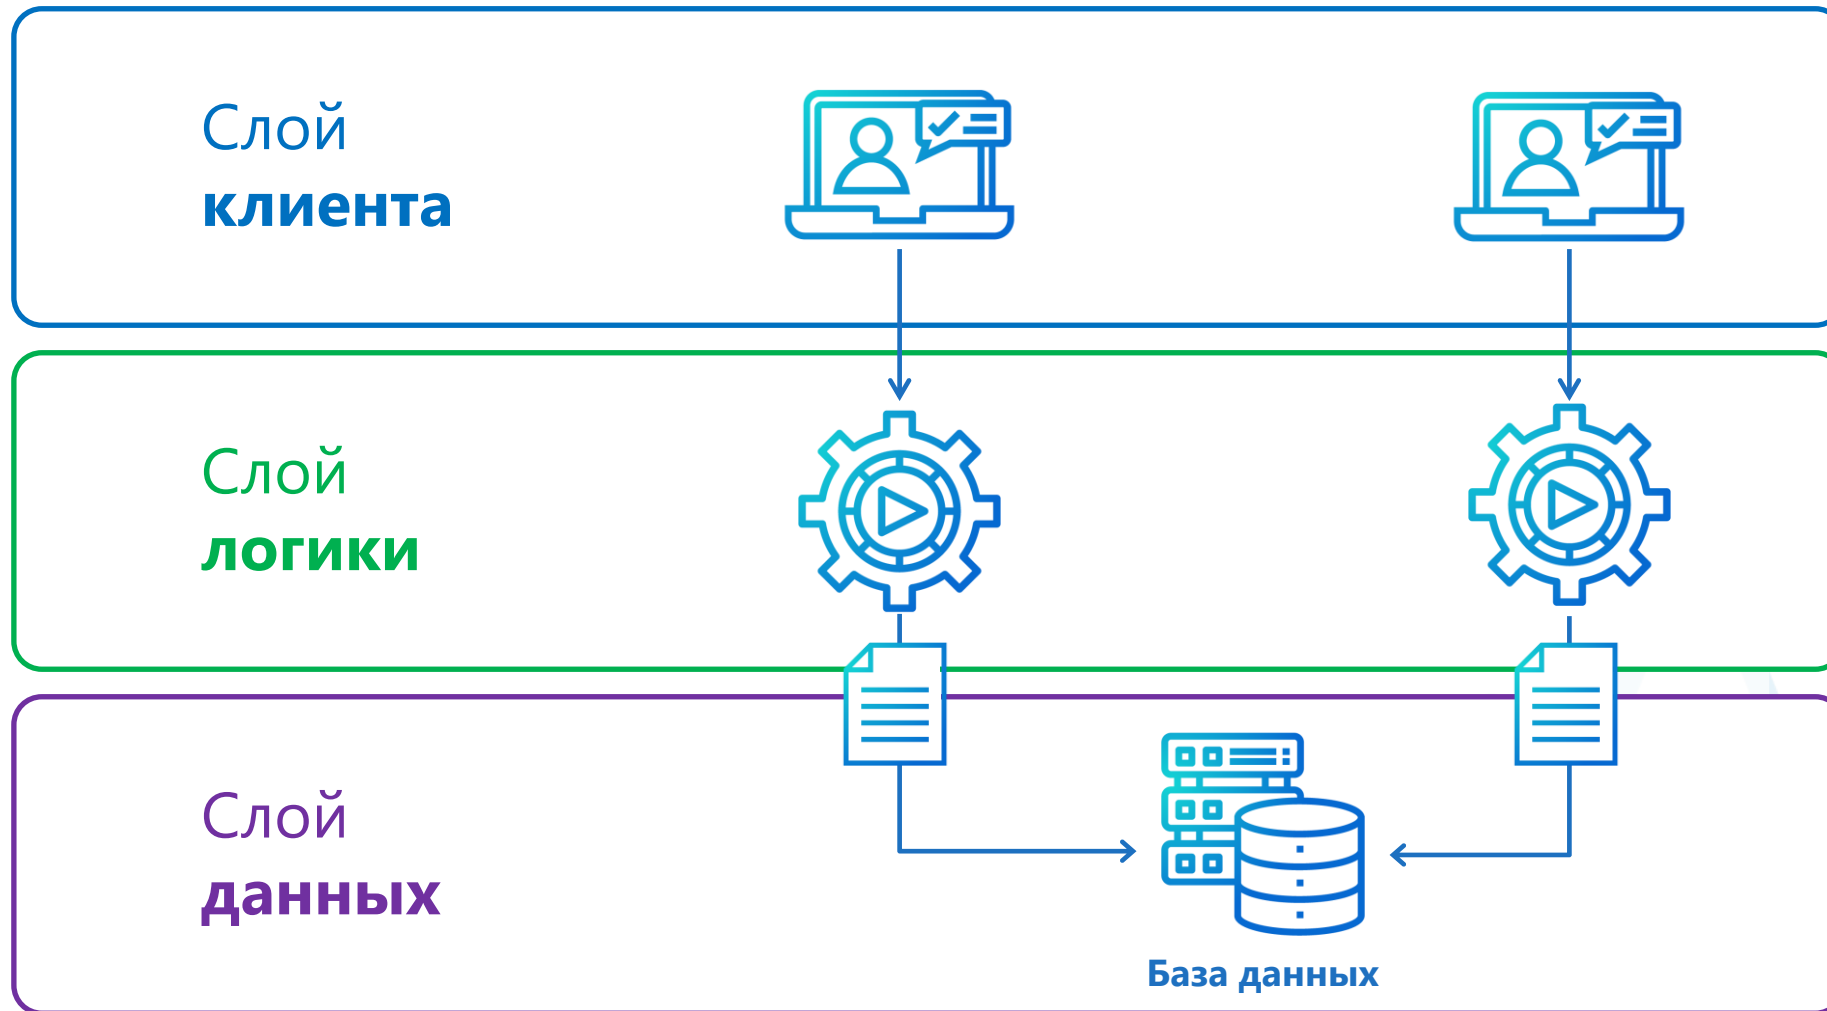 Слой
клиента
Слой
логики
Слой
данных
База данных